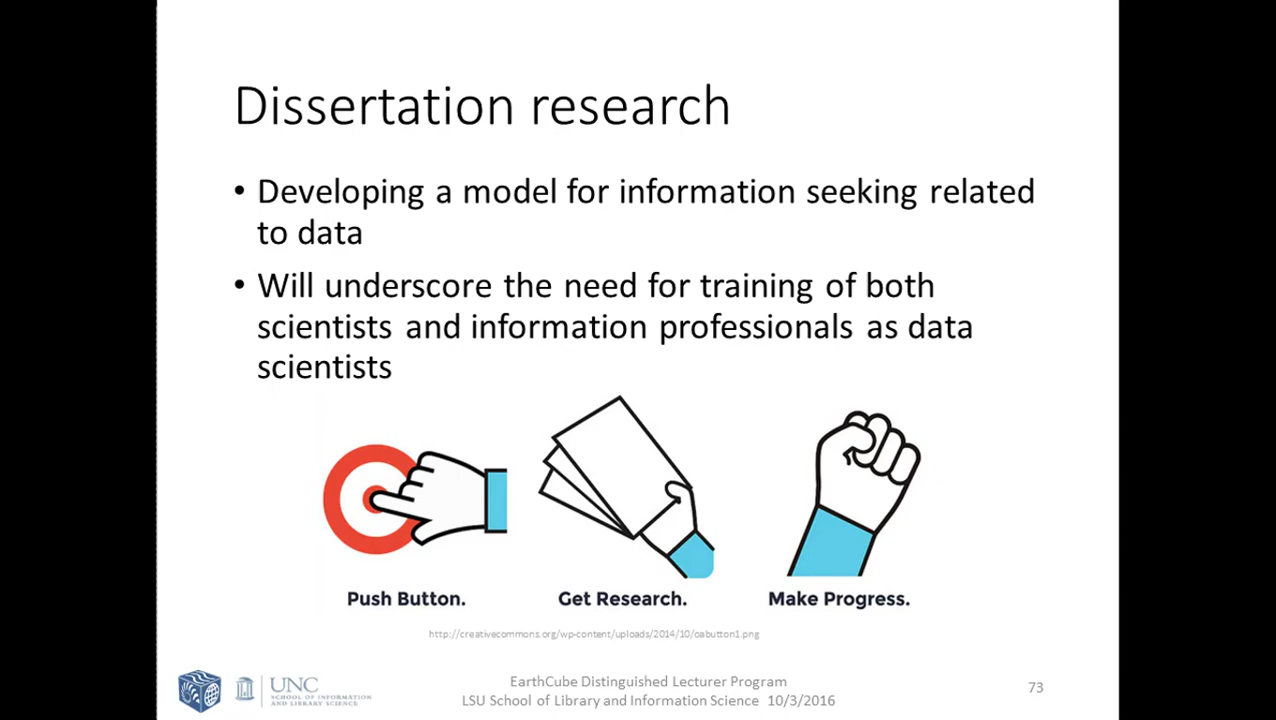 Dissertation research
• Developing a model for information seeking related
to data
• Will underscore the need for training of both
scientists and information professionals as data
scientists
Push Button.
Get Research.
Make Progress.
http://creativecommons.org/wp-content/uploads/2014/10/oabutton1.png
UNC
SCHOOL OF INFORMATION
AND LIBRARY SCIENCE
EarthCube Distinguished Lecturer Program
LSU School of Library and Information Science 10/3/2016
73